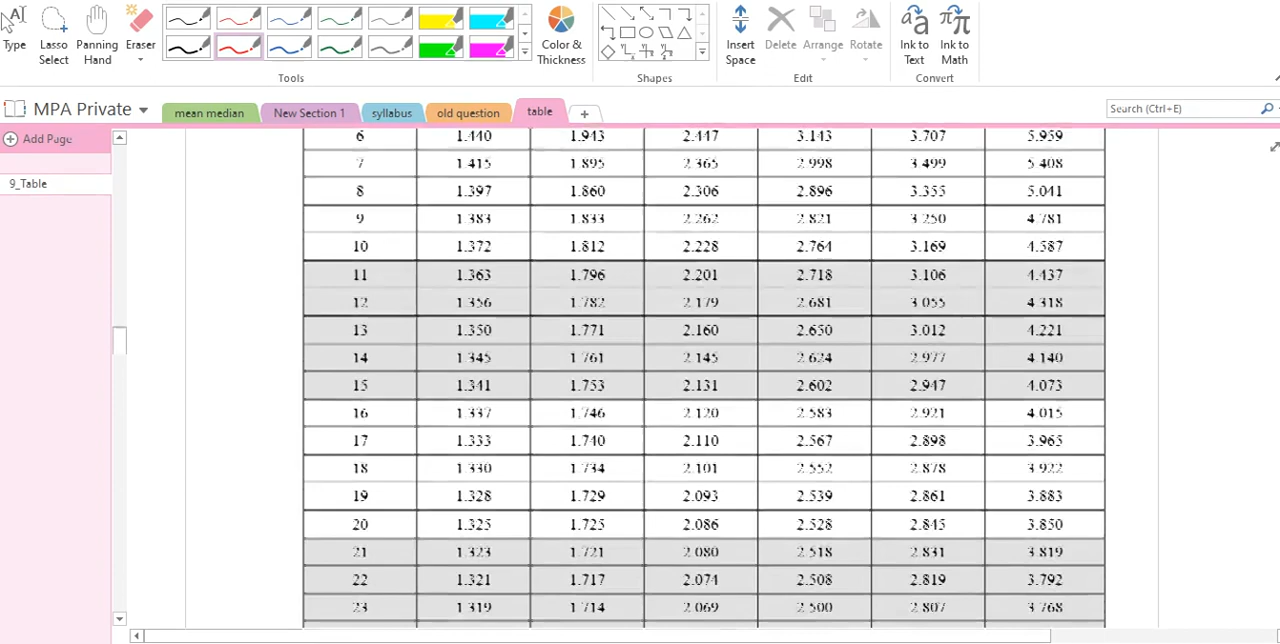 Type
Lasso Select
Panning Hand
Eraser
Color & Thickness
Insert Space
Delete
Arrange
Rotate
Ink to Text
Ink to Math
Tools
Shapes
Edit
Convert
MPA Private
mean median
New Section 1
syllabus
old question
table
Search (Ctrl+E)
Add Page
9_Table
6 1.440 1.943 2.447 3.143 3.707 5.959
7 1.415 1.895 2.365 2.998 3.499 5.408
8 1.397 1.860 2.306 2.896 3.355 5.041
9 1.383 1.833 2.262 2.821 3.250 4.781
10 1.372 1.812 2.228 2.764 3.169 4.587
11 1.363 1.796 2.201 2.718 3.106 4.437
12 1.356 1.782 2.179 2.681 3.055 4.318
13 1.350 1.771 2.160 2.650 3.012 4.221
14 1.345 1.761 2.145 2.624 2.977 4.140
15 1.341 1.753 2.131 2.602 2.947 4.073
16 1.337 1.746 2.120 2.583 2.921 4.015
17 1.333 1.740 2.110 2.567 2.898 3.965
18 1.330 1.734 2.101 2.552 2.878 3.922
19 1.328 1.729 2.093 2.539 2.861 3.883
20 1.325 1.725 2.086 2.528 2.845 3.850
21 1.323 1.721 2.080 2.518 2.831 3.819
22 1.321 1.717 2.074 2.508 2.819 3.792
23 1.319 1.714 2.069 2.500 2.807 3.768